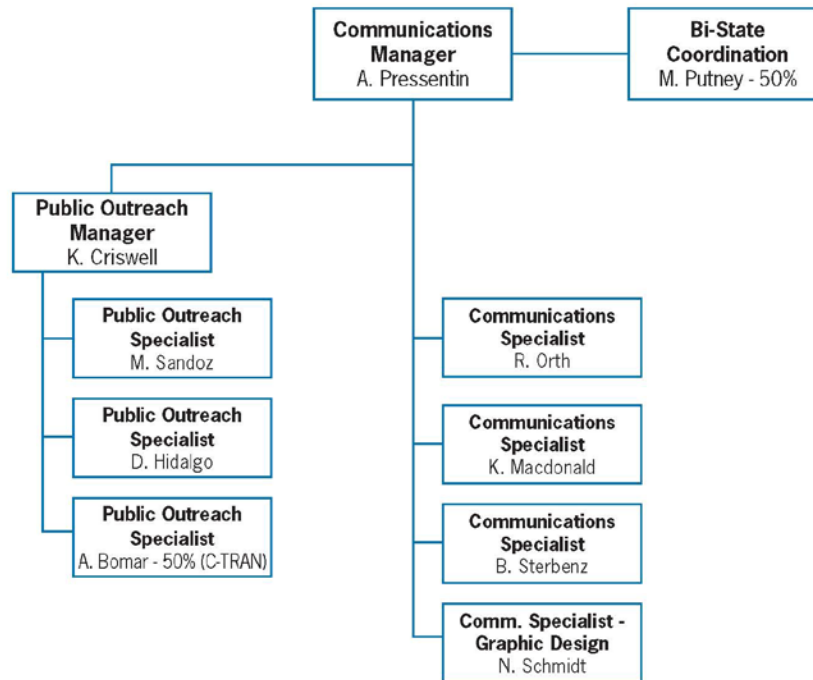 Communications
Manager
A. Pressentin
Bi-State
Coordination
M. Putney - 50%
Public Outreach
Manager
K. Criswell
Public Outreach
Specialist
M. Sandoz
Public Outreach
Specialist
D. Hidalgo
Public Outreach
Specialist
A. Bomar - 50% (C-TRAN)
Communications
Specialist
R. Orth
Communications
Specialist
K. Macdonald
Communications
Specialist
B. Sterbenz
Comm. Specialist -
Graphic Design
N. Schmidt